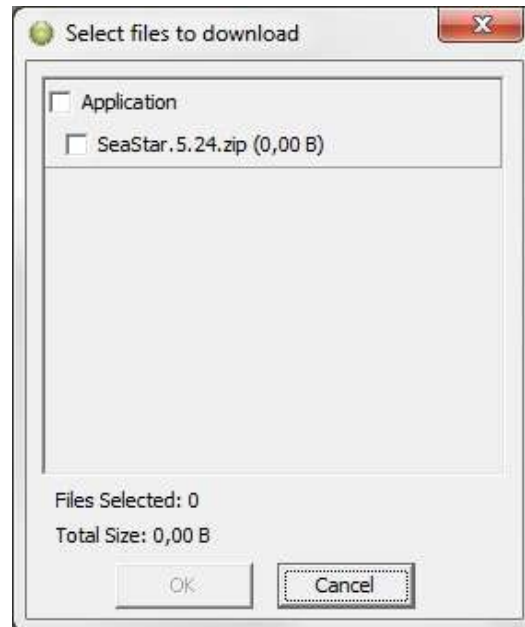 Select files to download
Application
SeaStar.5.24.zip (0,00 B)
Files Selected: 0
Total Size: 0,00 B
OK
Cancel